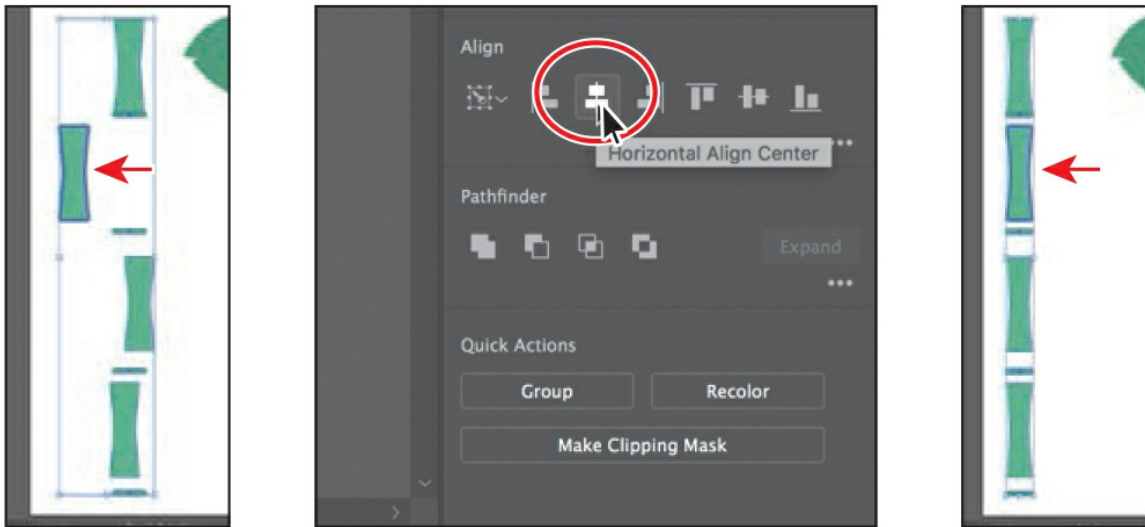 Align
Horizontal Align Center
Pathfinder
Expand
Quick Actions
Group
Recolor
Make Clipping Mask